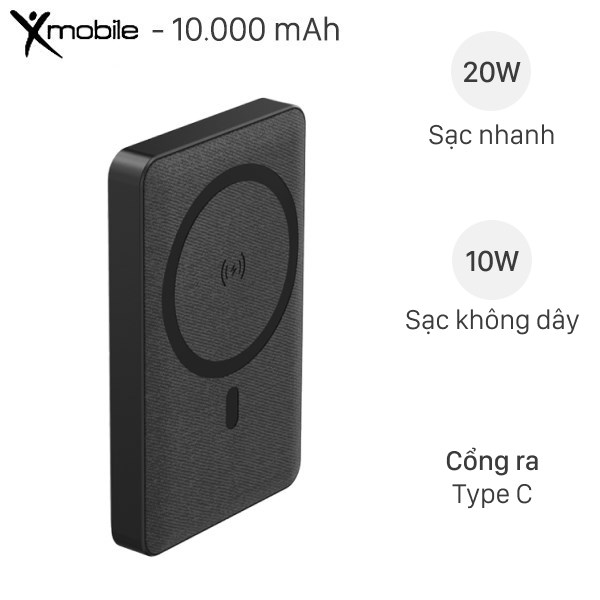 Xmobile - 10.000 mAh
20W
Sạc nhanh
10W
Sạc không dây
Cổng ra
Type C